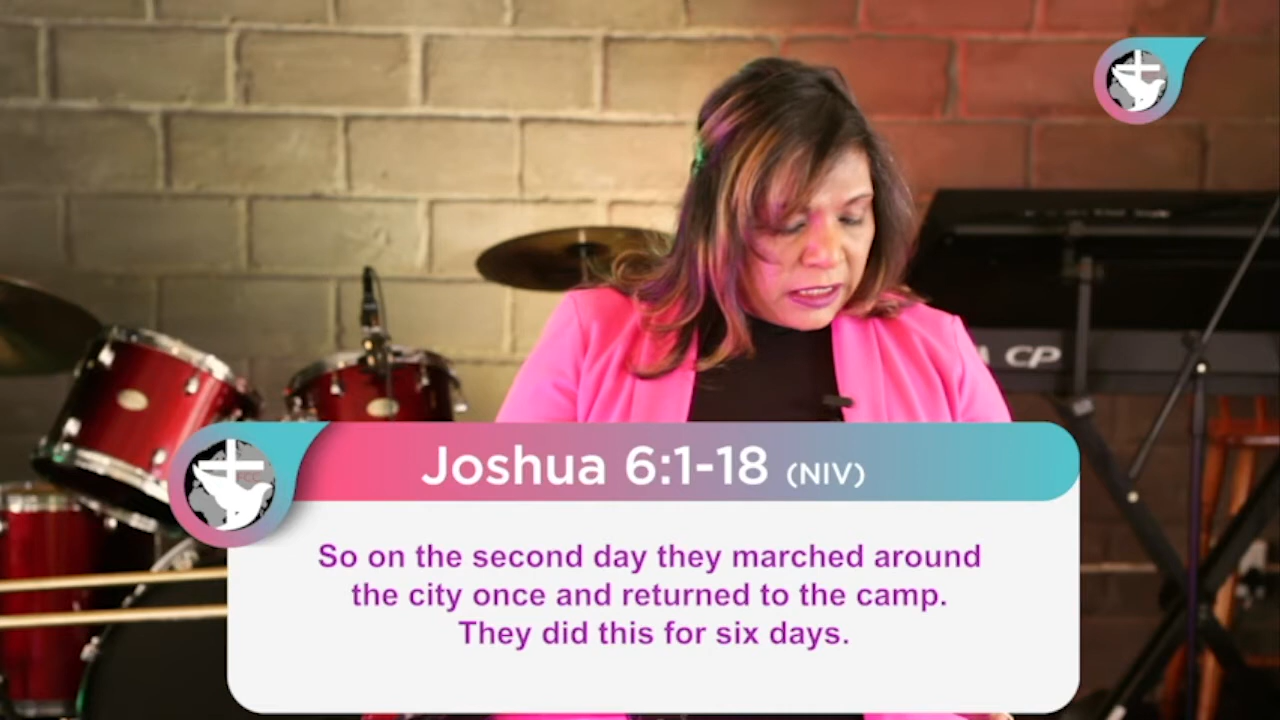 CP
Joshua 6:1-18 (NIV)
FCC
So on the second day they marched around
the city once and returned to the camp.
They did this for six days.